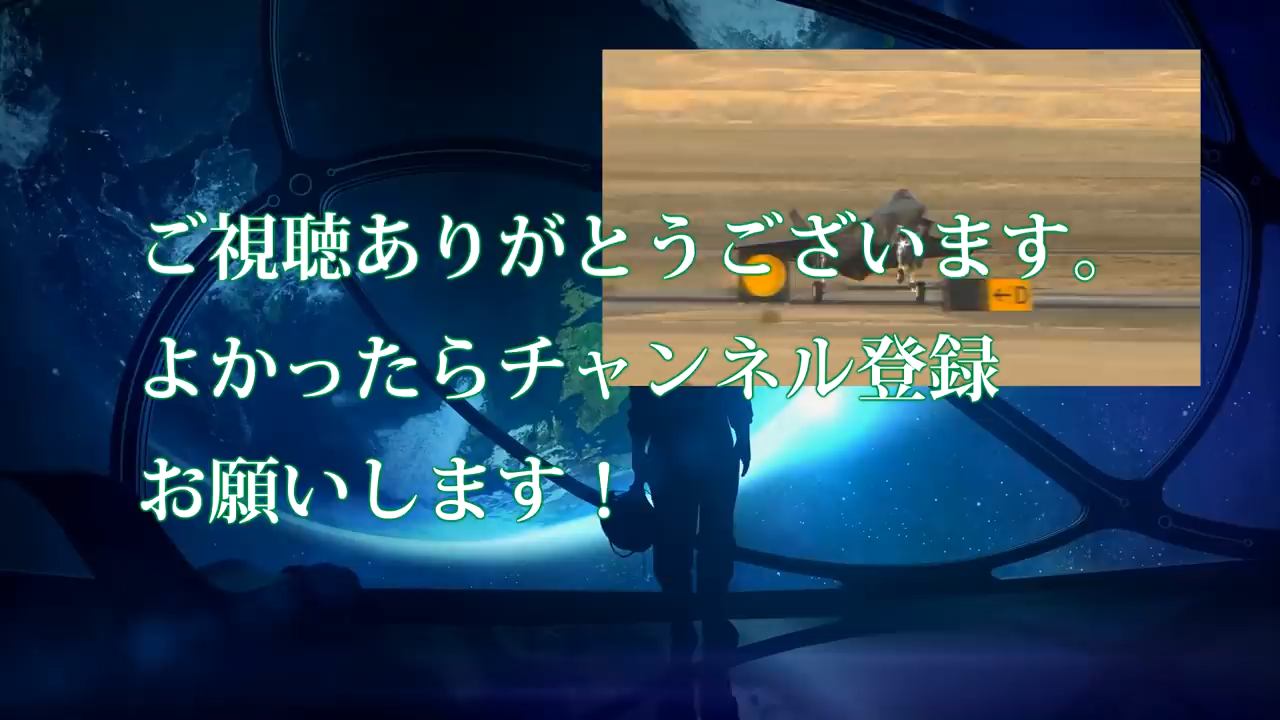 ご視聴ありがとうございます。
←D
よかったらチャンネル登録
お願いします！